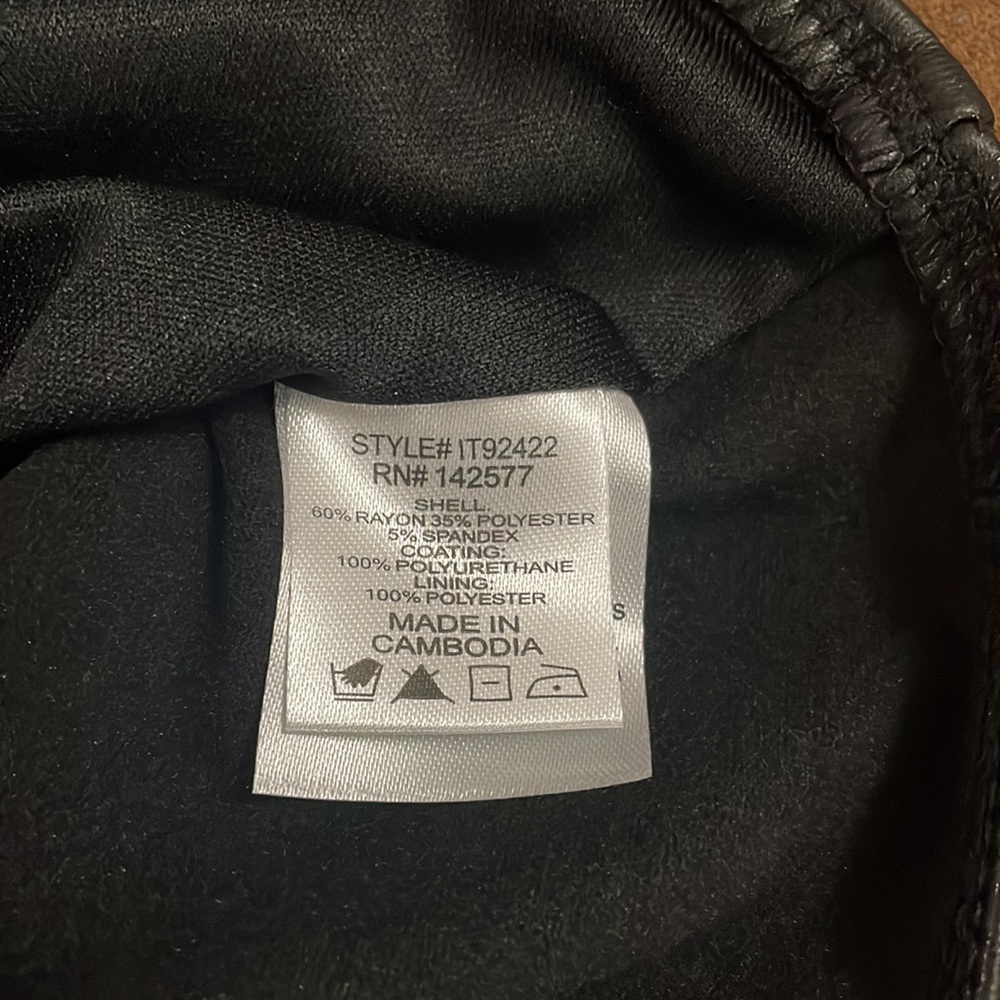 STYLE# IT92422
RN# 142577
SHELL:
60% RAYON 35% POLYESTER
5% SPANDEX
COATING:
100% POLYURETHANE
LINING:
100% POLYESTER
MADE IN
CAMBODIA
S